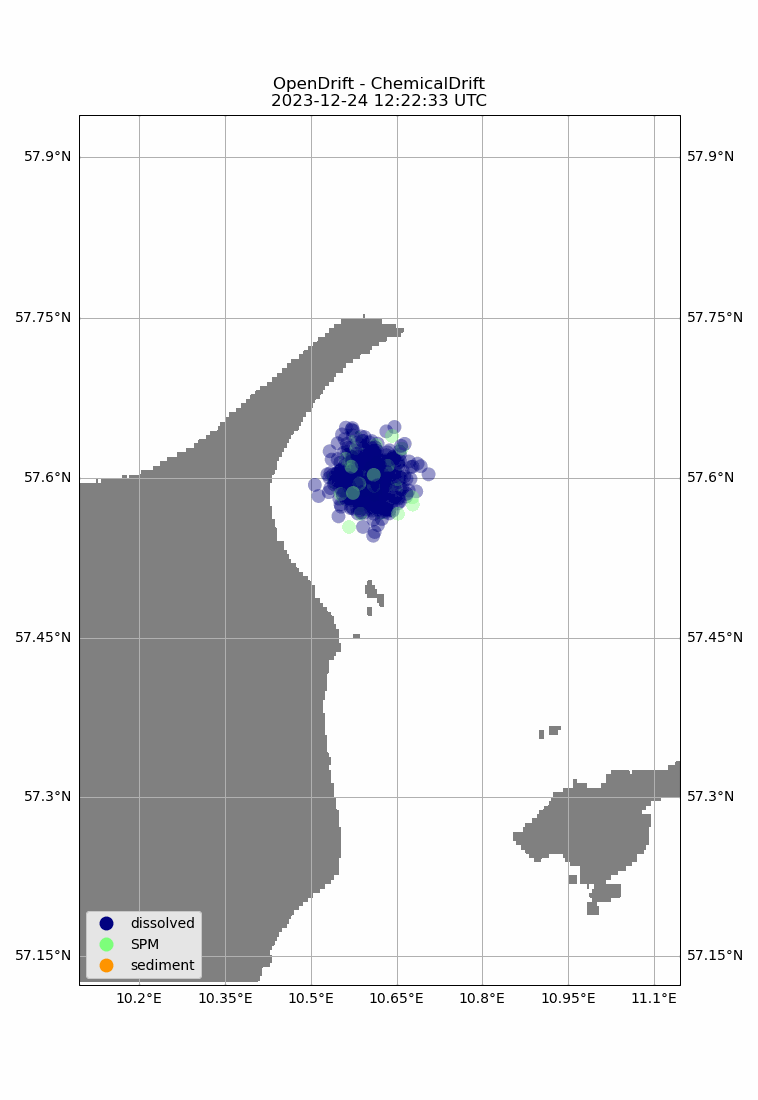 OpenDrift - ChemicalDrift
2023-12-24 12:22:33 UTC
57.9°N 57.9°N
57.75°N 57.75°N
57.6°N 57.6°N
57.45°N 57.45°N
57.3°N 57.3°N
dissolved
SPM
57.15°N 57.15°N
sediment
10.2°E 10.35°E 10.5°E 10.65°E 10.8°E 10.95°E 11.1°E